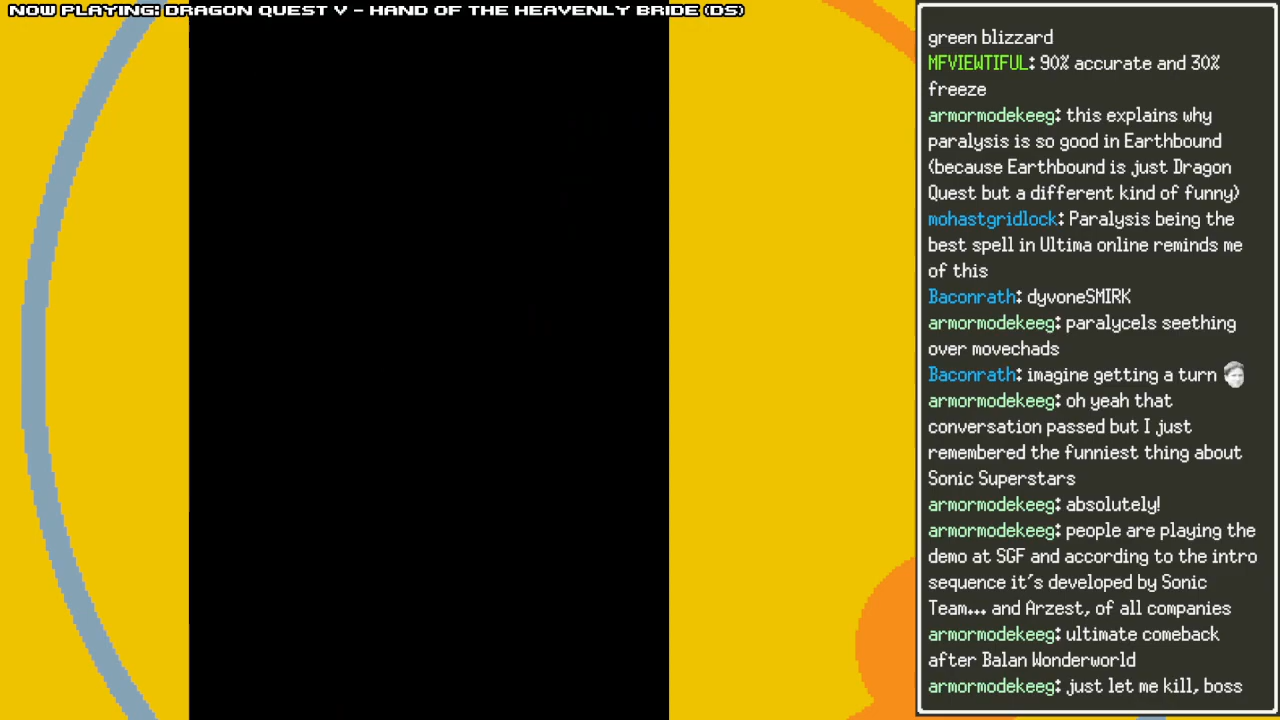 NOW PLAYING: DRAGON QUEST V - HAND OF THE HEAVENLY BRIDE (DS)
green blizzard
MFVIEWTIFUL: 90% accurate and 30%
freeze
armormodekeeg: this explains why
paralysis is so good in Earthbound
(because Earthbound is just Dragon
Quest but a different kind of funny)
mohastgridlock: Paralysis being the
best spell in Ultima online reminds me
of this
Baconrath: dyvoneSMIRK
armormodekeeg: paralycels seething
over movechads
Baconrath: imagine getting a turn
armormodekeeg: oh yeah that
conversation passed but I just
remembered the funniest thing about
Sonic Superstars
armormodekeeg: absolutely!
armormodekeeg: people are playing the
demo at SGF and according to the intro
sequence it's developed by Sonic
Team... and Arzest, of all companies
armormodekeeg: ultimate comeback
after Balan Wonderworld
armormodekeeg: just let me kill, boss